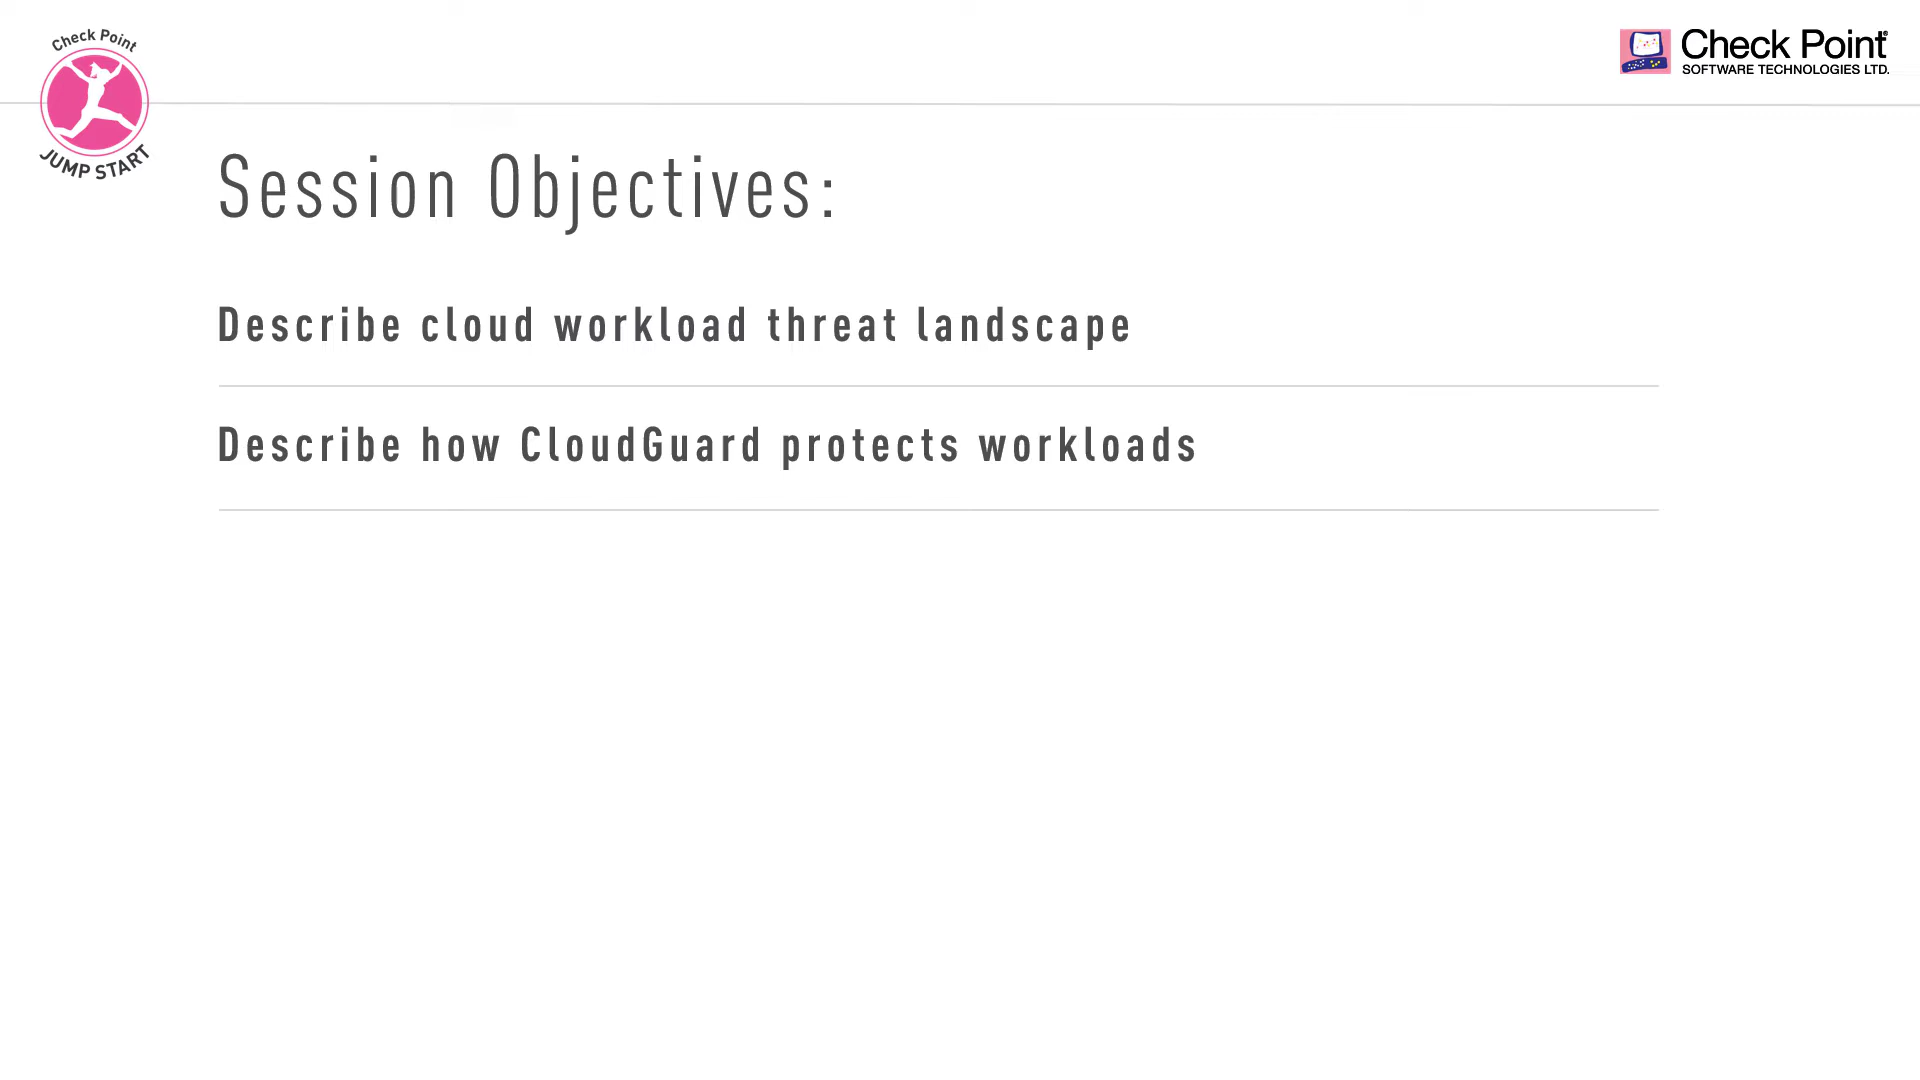 Check Point
JUMP START
Check Point
SOFTWARE TECHNOLOGIES LTD.
Session Objectives:
Describe cloud workload threat landscape
Describe how CloudGuard protects workloads